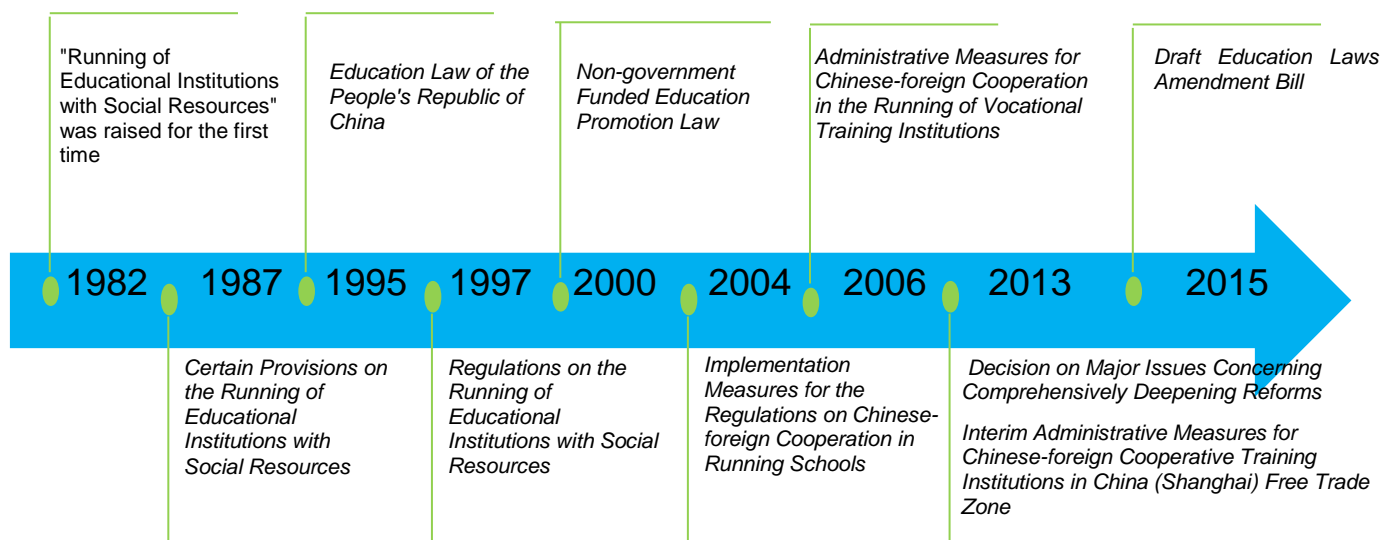 "Running of
Educational Institutions
with Social Resources"
was raised for the first
time
Education Law of the
People's Republic of
China
Non-government
Funded Education
Promotion Law
Administrative Measures for
Chinese-foreign Cooperation
in the Running of Vocational
Training Institutions
Draft Education Laws
Amendment Bill
1982 1987 1995 1997 2000 2004 2006 2013 2015
Certain Provisions on
the Running of
Educational
Institutions with
Social Resources
Regulations on the
Running of
Educational
Institutions with Social
Resources
Implementation
Measures for the
Regulations on Chinese-
foreign Cooperation in
Running Schools
Decision on Major Issues Concerning
Comprehensively Deepening Reforms
Interim Administrative Measures for
Chinese-foreign Cooperative Training
Institutions in China (Shanghai) Free Trade
Zone